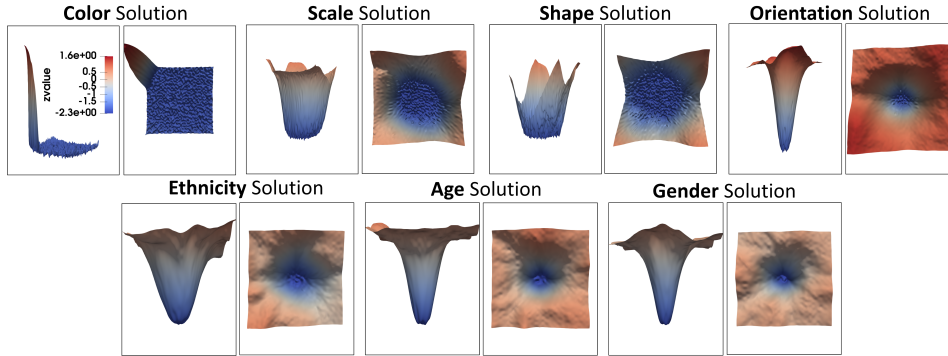 Color Solution
Scale Solution
Shape Solution
Orientation Solution
zvalue
1.6e+00
0.5
0
-0.5
-1
-1.5
-2.3e+00
Ethnicity Solution
Age Solution
Gender Solution